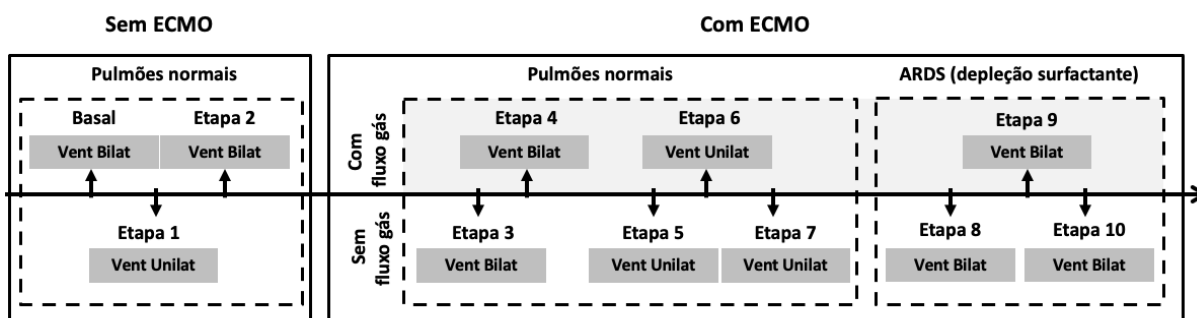 Sem ECMO
Com ECMO
Pulmões normais
Pulmões normais
ARDS (depleção surfactante)
Basal
Etapa 2
Vent Bilat
Vent Bilat
Etapa 1
Vent Unilat
Com
fluxo gás
Etapa 4
Vent Bilat
Etapa 6
Vent Unilat
Etapa 9
Vent Bilat
Sem
fluxo gás
Etapa 3
Vent Bilat
Etapa 5
Vent Unilat
Etapa 7
Vent Unilat
Etapa 8
Vent Bilat
Etapa 10
Vent Bilat